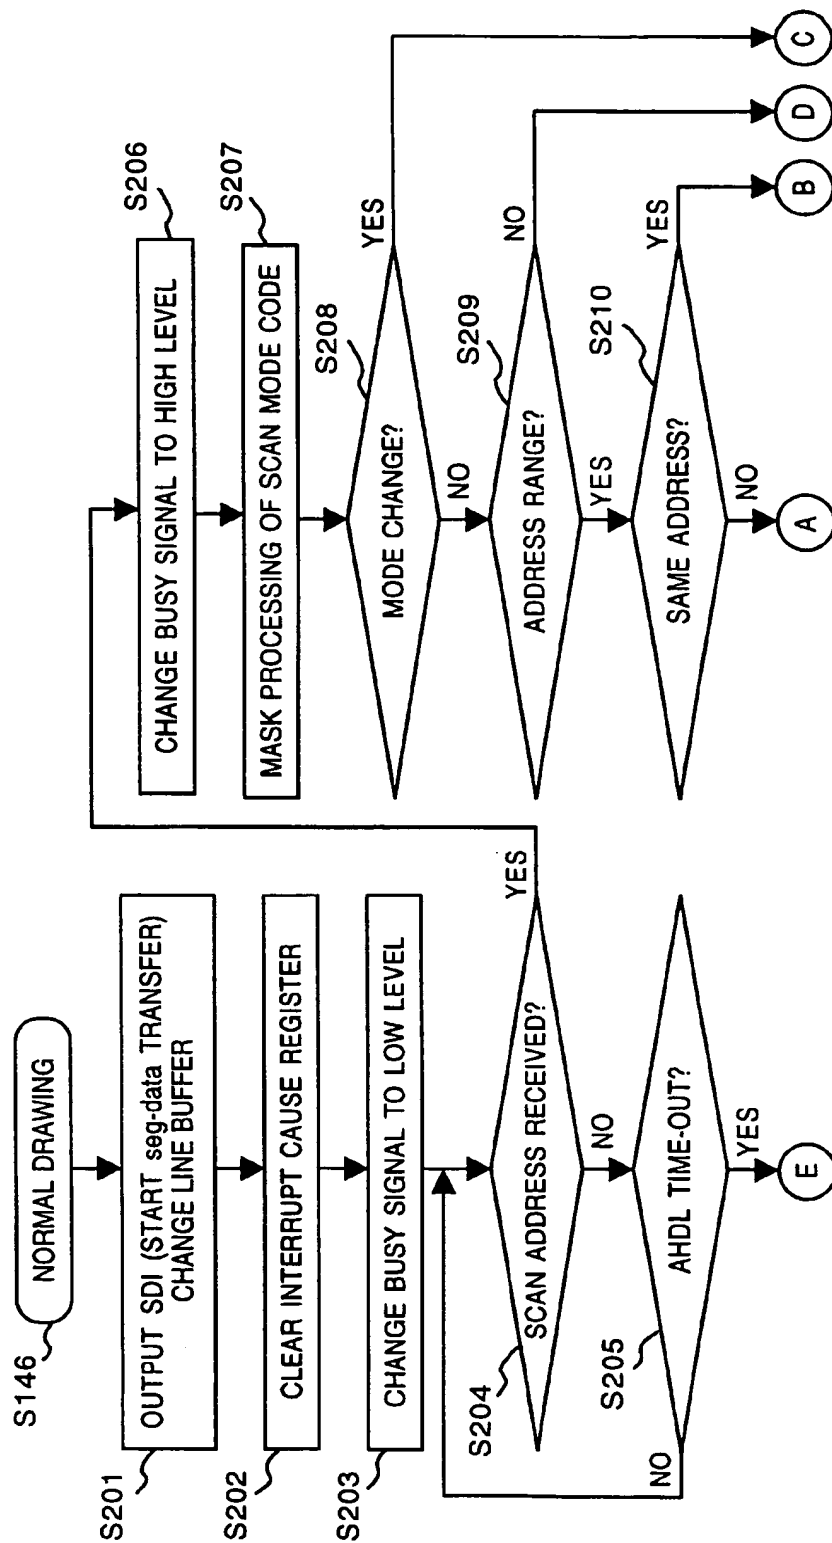 S146
NORMAL DRAWING
S201
OUTPUT SDI (START seg-data TRANSFER)
CHANGE LINE BUFFER
S202
CLEAR INTERRUPT CAUSE REGISTER
S203
CHANGE BUSY SIGNAL TO LOW LEVEL
S204
SCAN ADDRESS RECEIVED?
YES
NO
S205
AHDL TIME-OUT?
NO
YES
E
S206
CHANGE BUSY SIGNAL TO HIGH LEVEL
S207
MASK PROCESSING OF SCAN MODE CODE
S208
MODE CHANGE?
YES
NO
S209
ADDRESS RANGE?
NO
YES
S210
SAME ADDRESS?
YES
NO
A
B
D
C